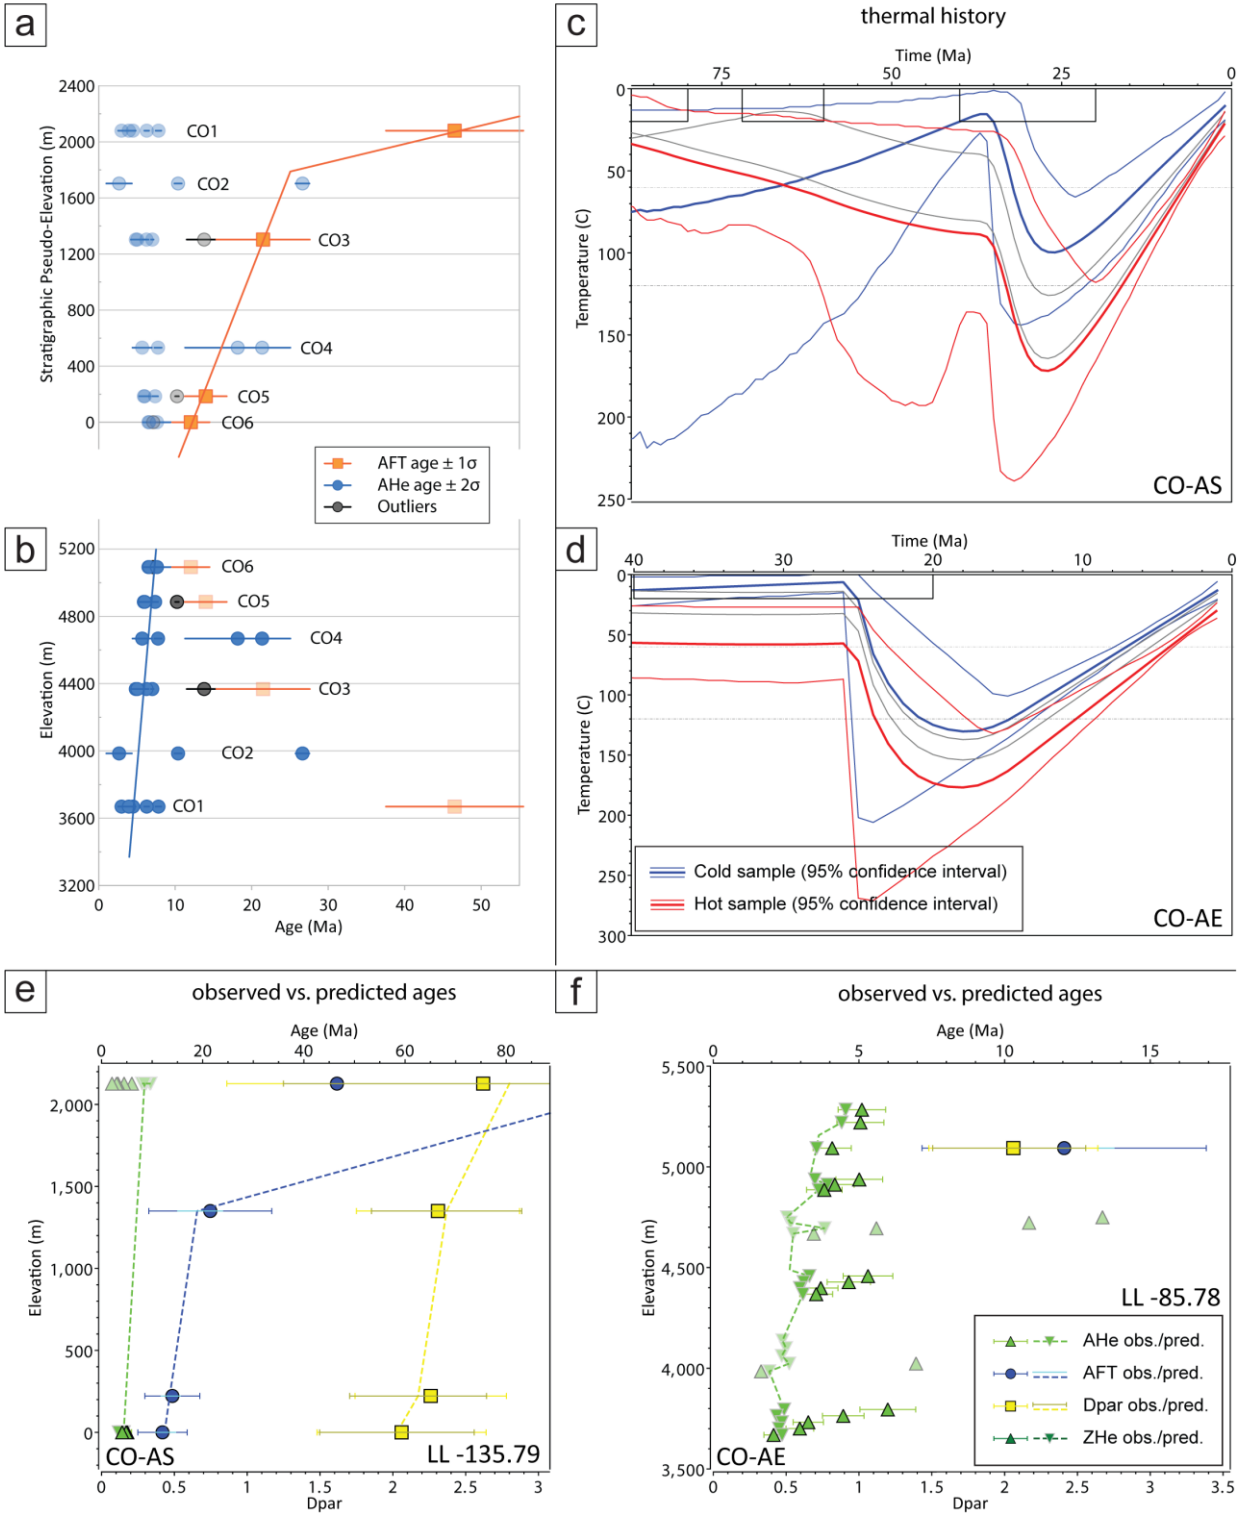 a
Stratigraphic Pseudo-Elevation (m)
2400
2000
1600
1200
800
400
0
CO1
CO2
CO3
CO4
CO5
CO6
AFT age ± 1σ
AHe age ± 2σ
Outliers
b
Elevation (m)
5200
4800
4400
4000
3600
3200
CO6
CO5
CO4
CO3
CO2
CO1
0 10 20 30 40 50
Age (Ma)
c
thermal history
Time (Ma)
75 50 25 0
Temperature (C)
0
50
100
150
200
250
CO-AS
d
Time (Ma)
40 30 20 10 0
Temperature (C)
0
50
100
150
200
250
300
Cold sample (95% confidence interval)
Hot sample (95% confidence interval)
CO-AE
e
observed vs. predicted ages
Age (Ma)
0 20 40 60 80
Elevation (m)
2,000
1,500
1,000
500
0
CO-AS
LL -135.79
0 0.5 1 1.5 2 2.5 3
Dpar
f
observed vs. predicted ages
Age (Ma)
0 5 10 15
Elevation (m)
5,500
5,000
4,500
4,000
3,500
LL -85.78
AHe obs./pred.
AFT obs./pred.
Dpar obs./pred.
ZHe obs./pred.
CO-AE
0 0.5 1 1.5 2 2.5 3 3.5
Dpar